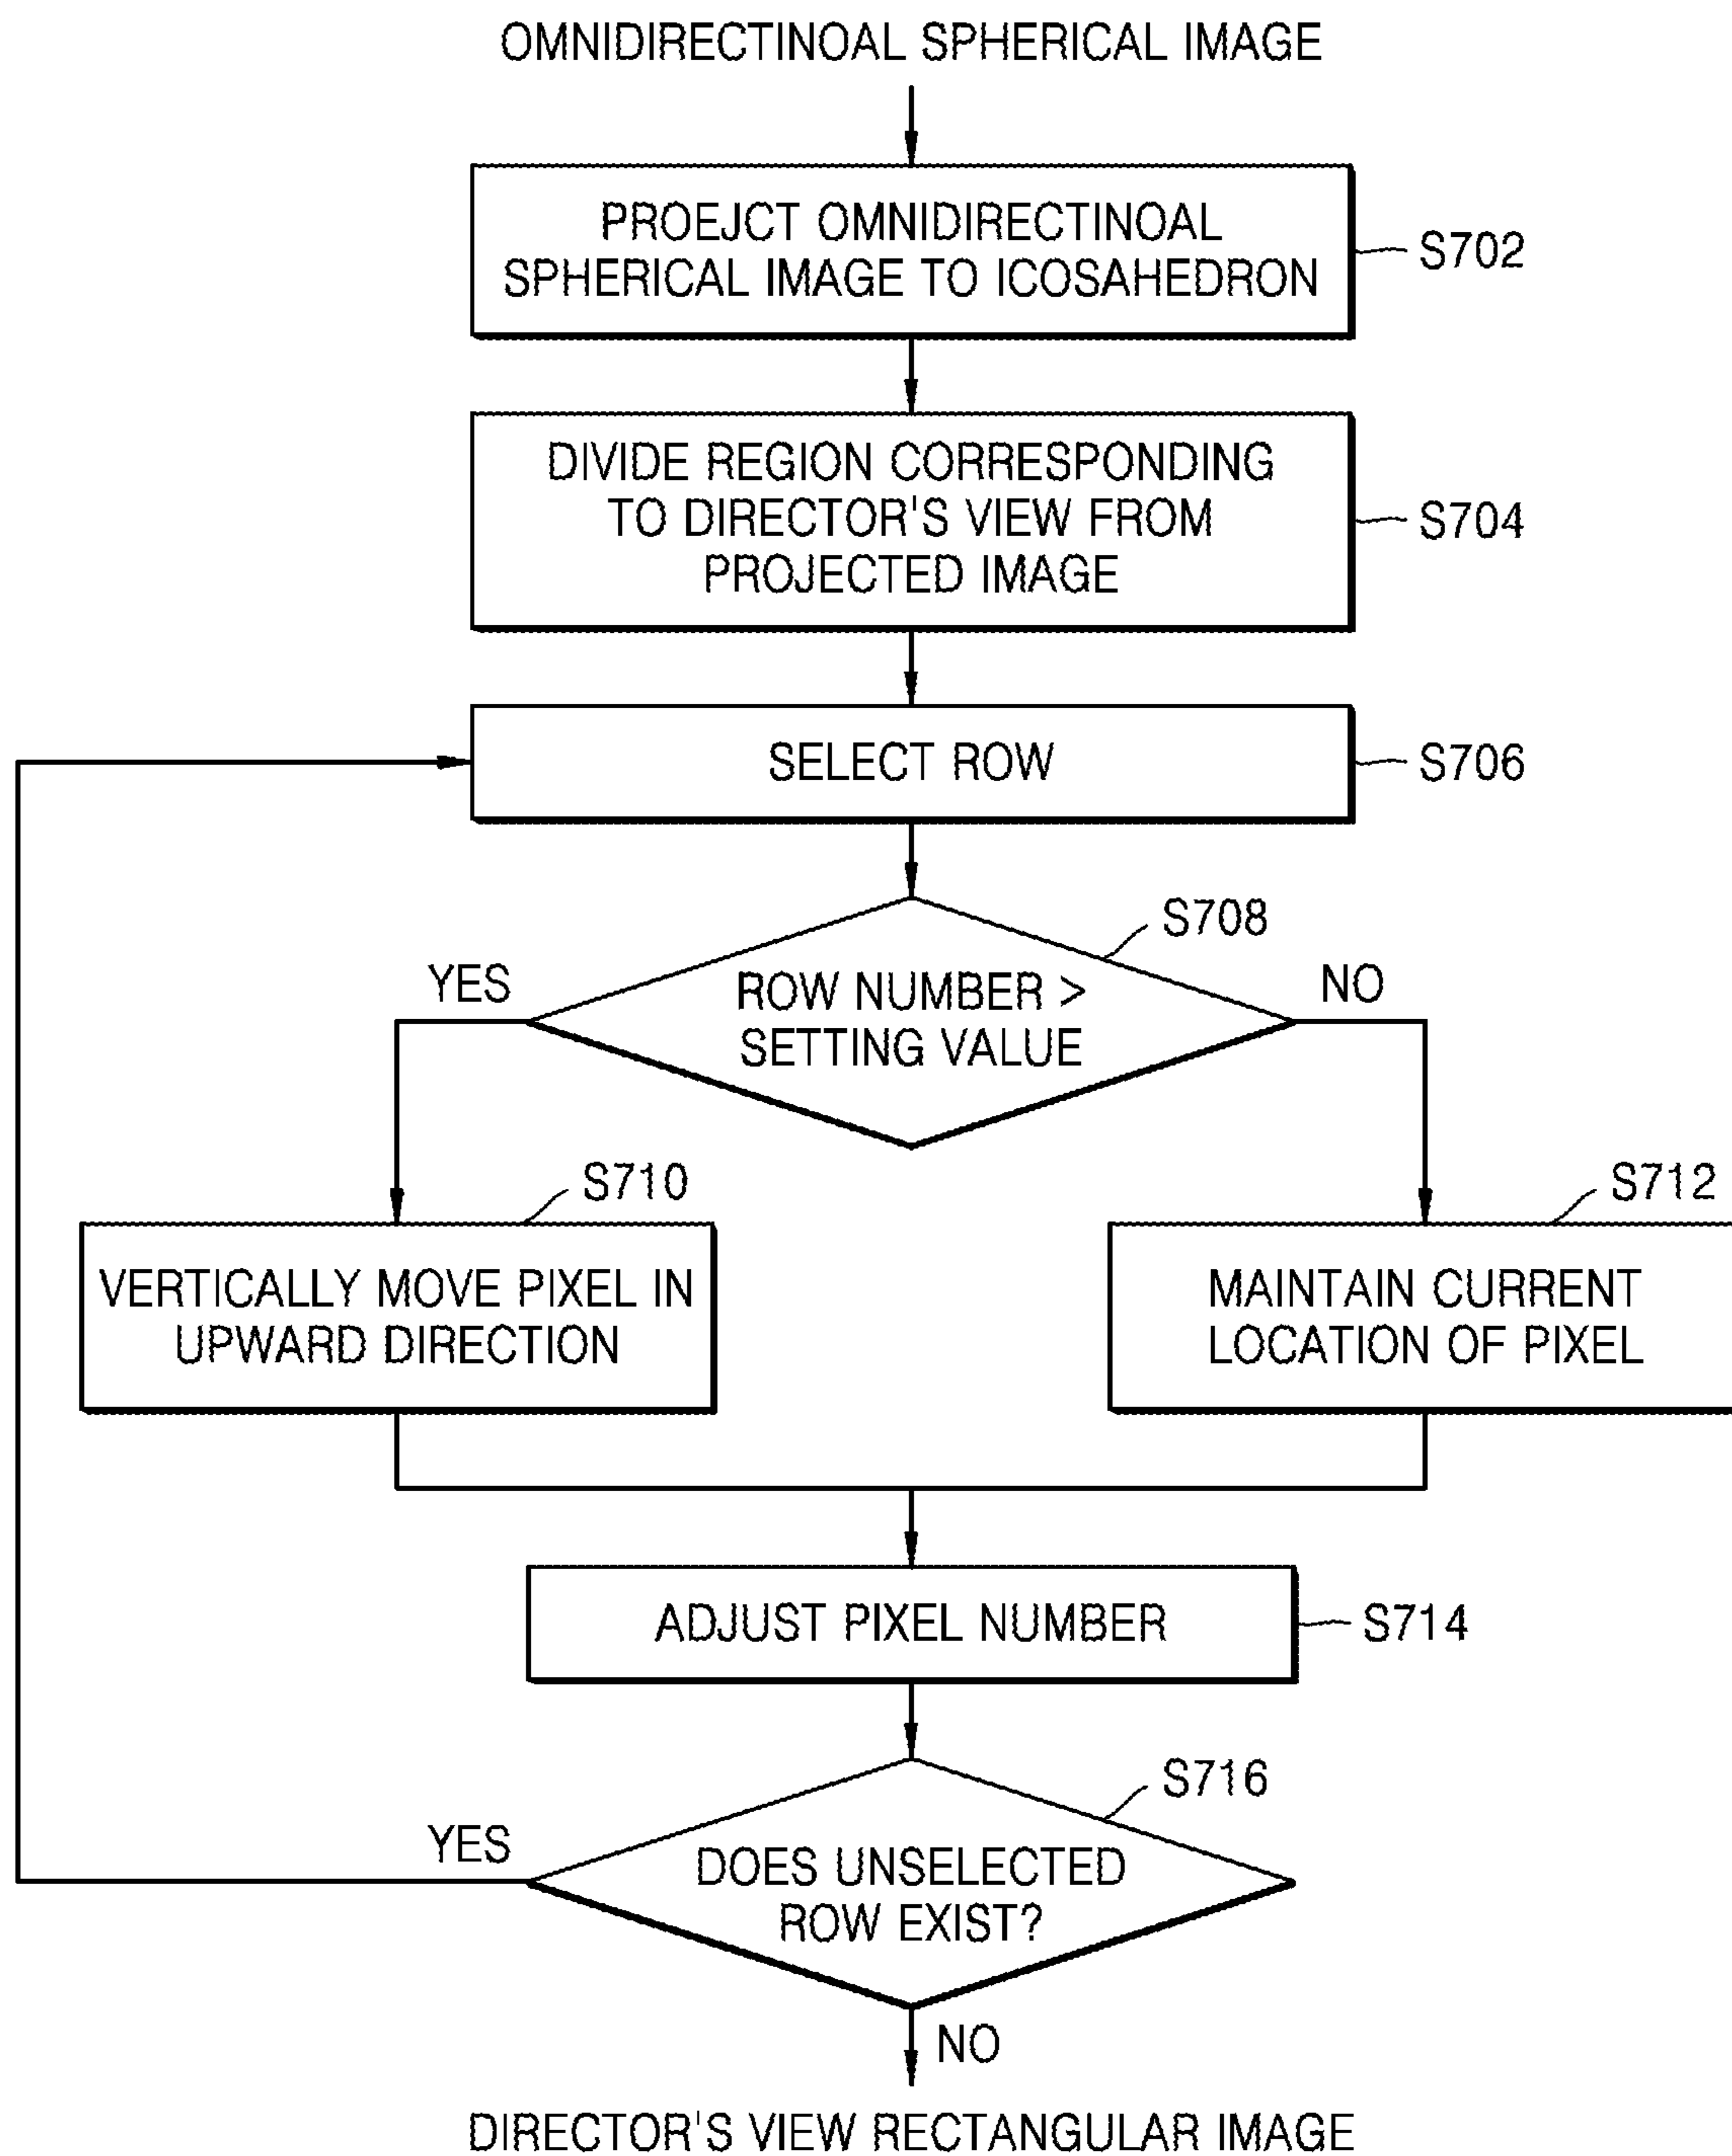 OMNIDIRECTINOAL SPHERICAL IMAGE
PROEJCT OMNIDIRECTINOAL
SPHERICAL IMAGE TO ICOSAHEDRON
S702
DIVIDE REGION CORRESPONDING
TO DIRECTOR'S VIEW FROM
PROJECTED IMAGE
S704
SELECT ROW
S706
S708
YES
ROW NUMBER >
SETTING VALUE
NO
S710
VERTICALLY MOVE PIXEL IN
UPWARD DIRECTION
S712
MAINTAIN CURRENT
LOCATION OF PIXEL
ADJUST PIXEL NUMBER
S714
S716
YES
DOES UNSELECTED
ROW EXIST?
NO
DIRECTOR'S VIEW RECTANGULAR IMAGE